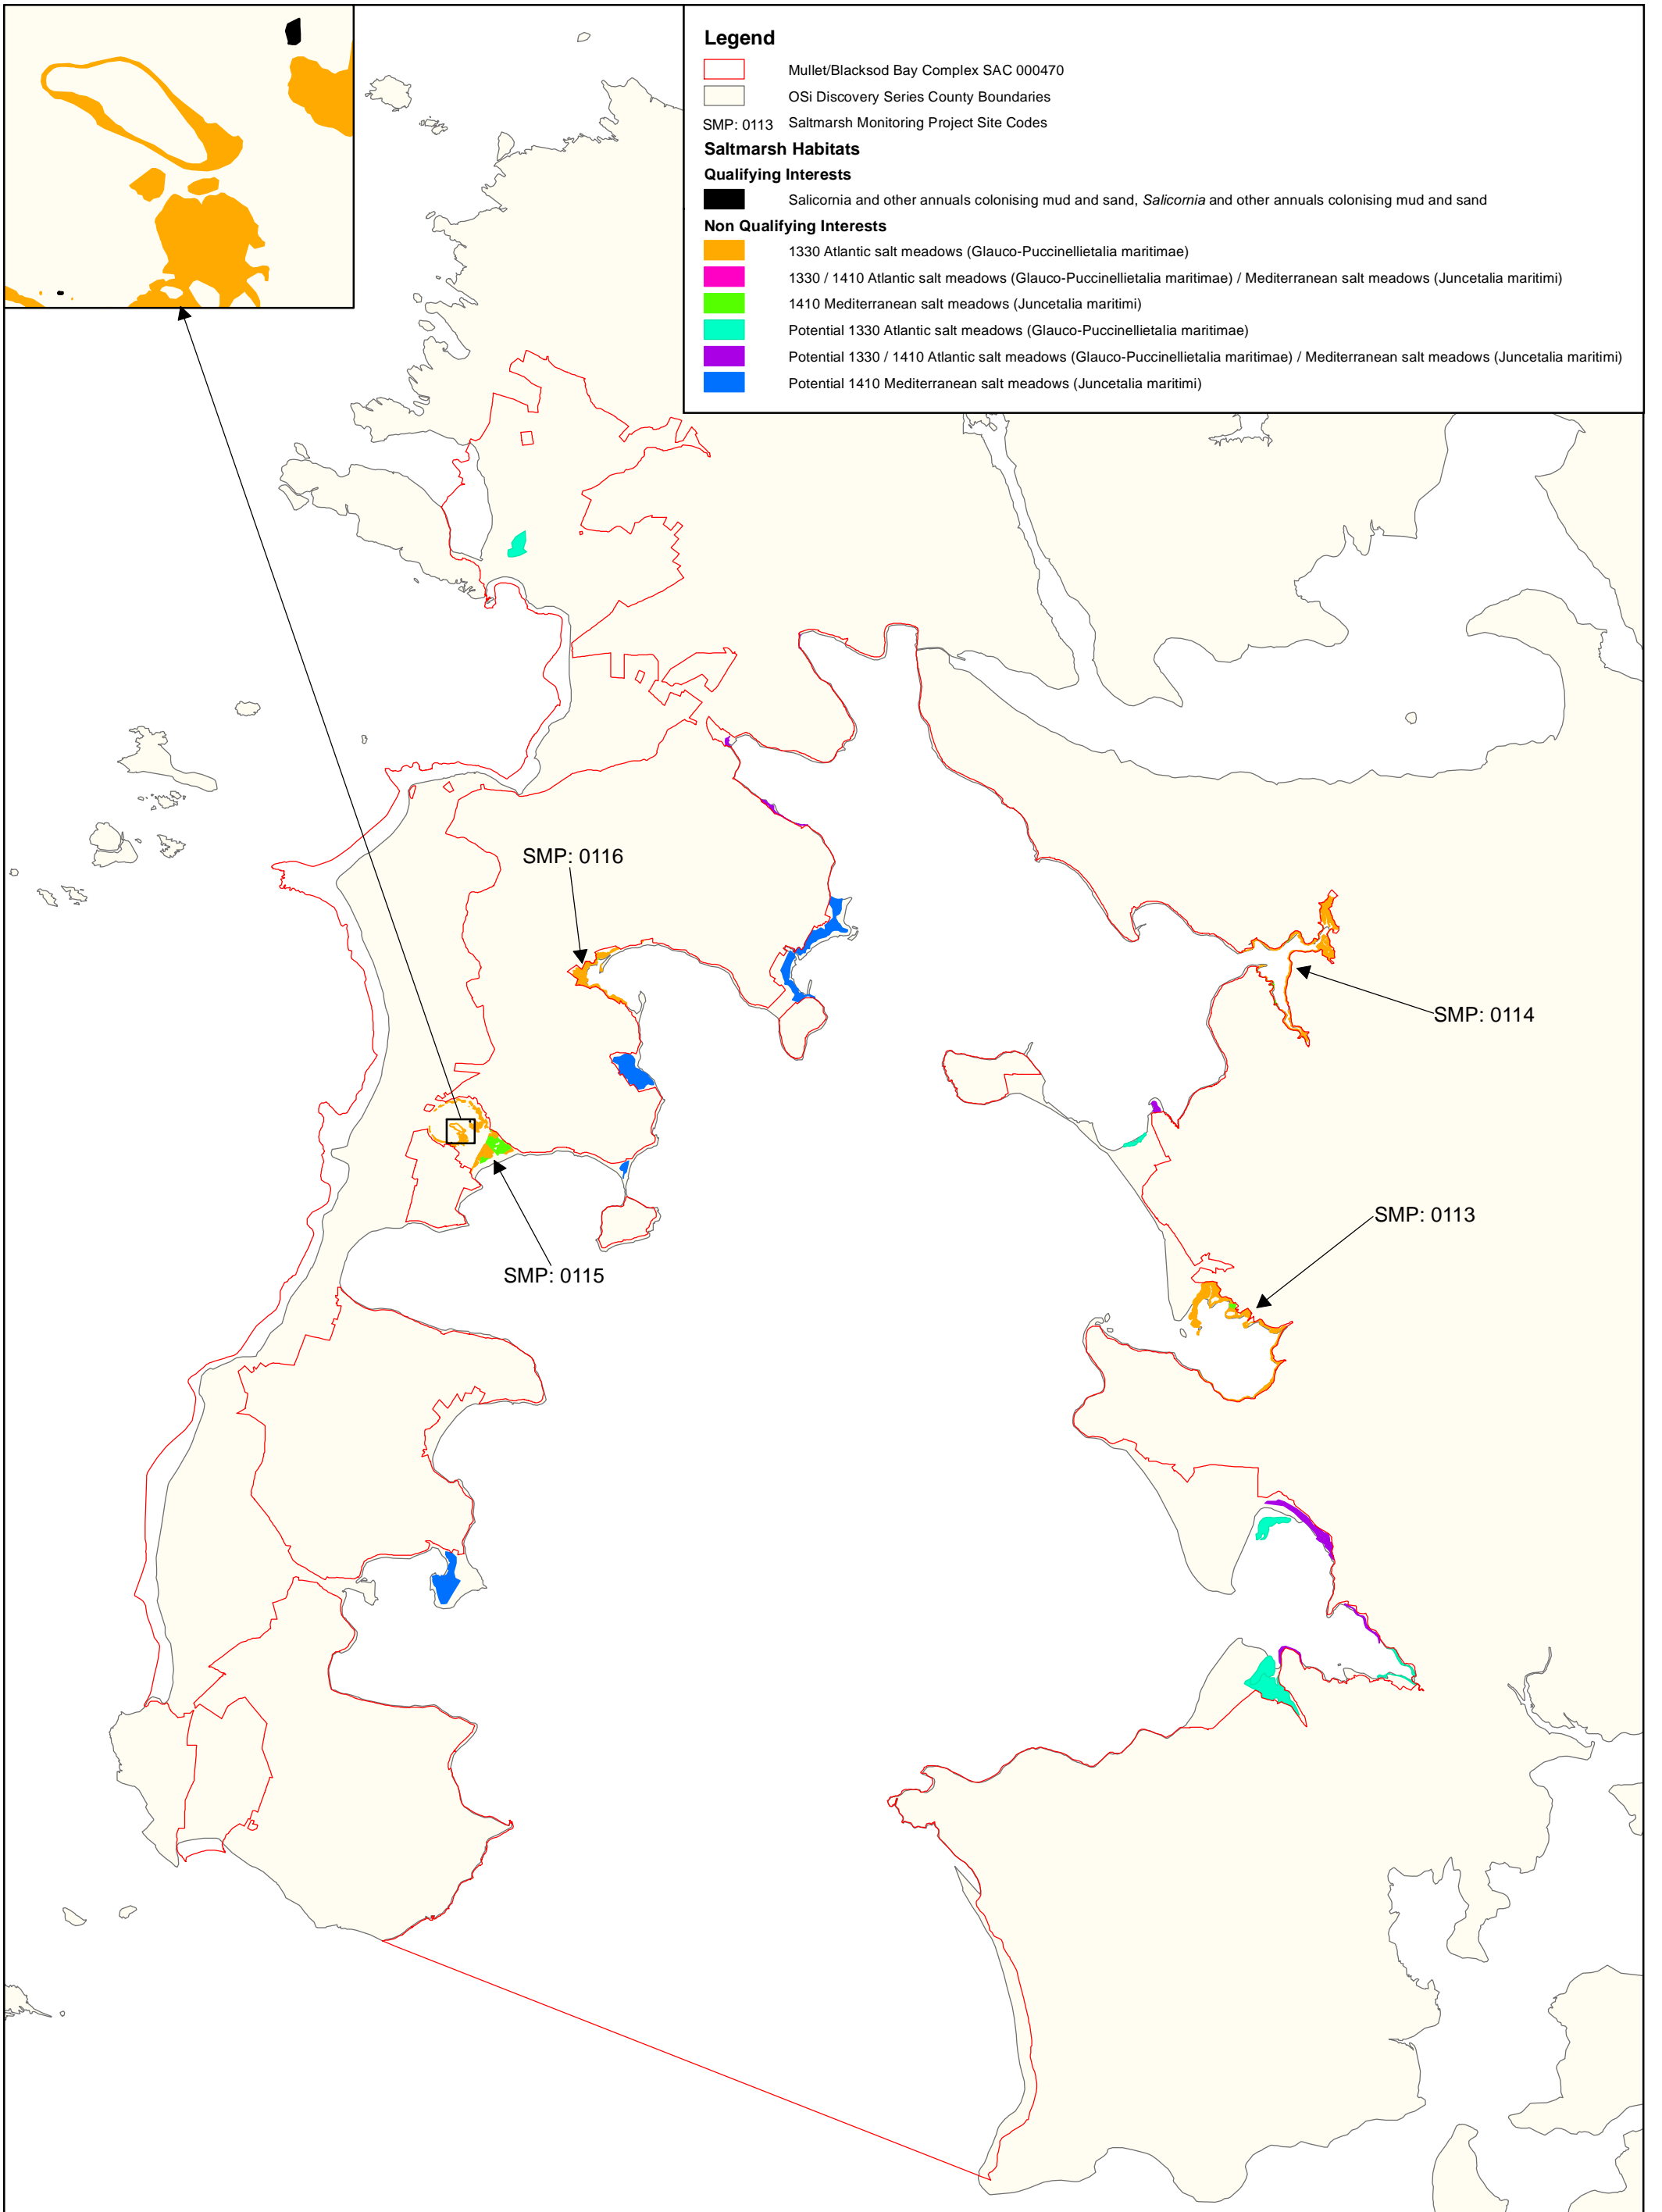 Legend
Mullet/Blacksod Bay Complex SAC 000470
OSi Discovery Series County Boundaries
SMP: 0113 Saltmarsh Monitoring Project Site Codes
Saltmarsh Habitats
Qualifying Interests
Salicornia and other annuals colonising mud and sand, Salicornia and other annuals colonising mud and sand
Non Qualifying Interests
1330 Atlantic salt meadows (Glauco-Puccinellietalia maritimae)
1330 / 1410 Atlantic salt meadows (Glauco-Puccinellietalia maritimae) / Mediterranean salt meadows (Juncetalia maritimi)
1410 Mediterranean salt meadows (Juncetalia maritimi)
Potential 1330 Atlantic salt meadows (Glauco-Puccinellietalia maritimae)
Potential 1330 / 1410 Atlantic salt meadows (Glauco-Puccinellietalia maritimae) / Mediterranean salt meadows (Juncetalia maritimi)
Potential 1410 Mediterranean salt meadows (Juncetalia maritimi)
SMP: 0116
SMP: 0114
SMP: 0113
SMP: 0115